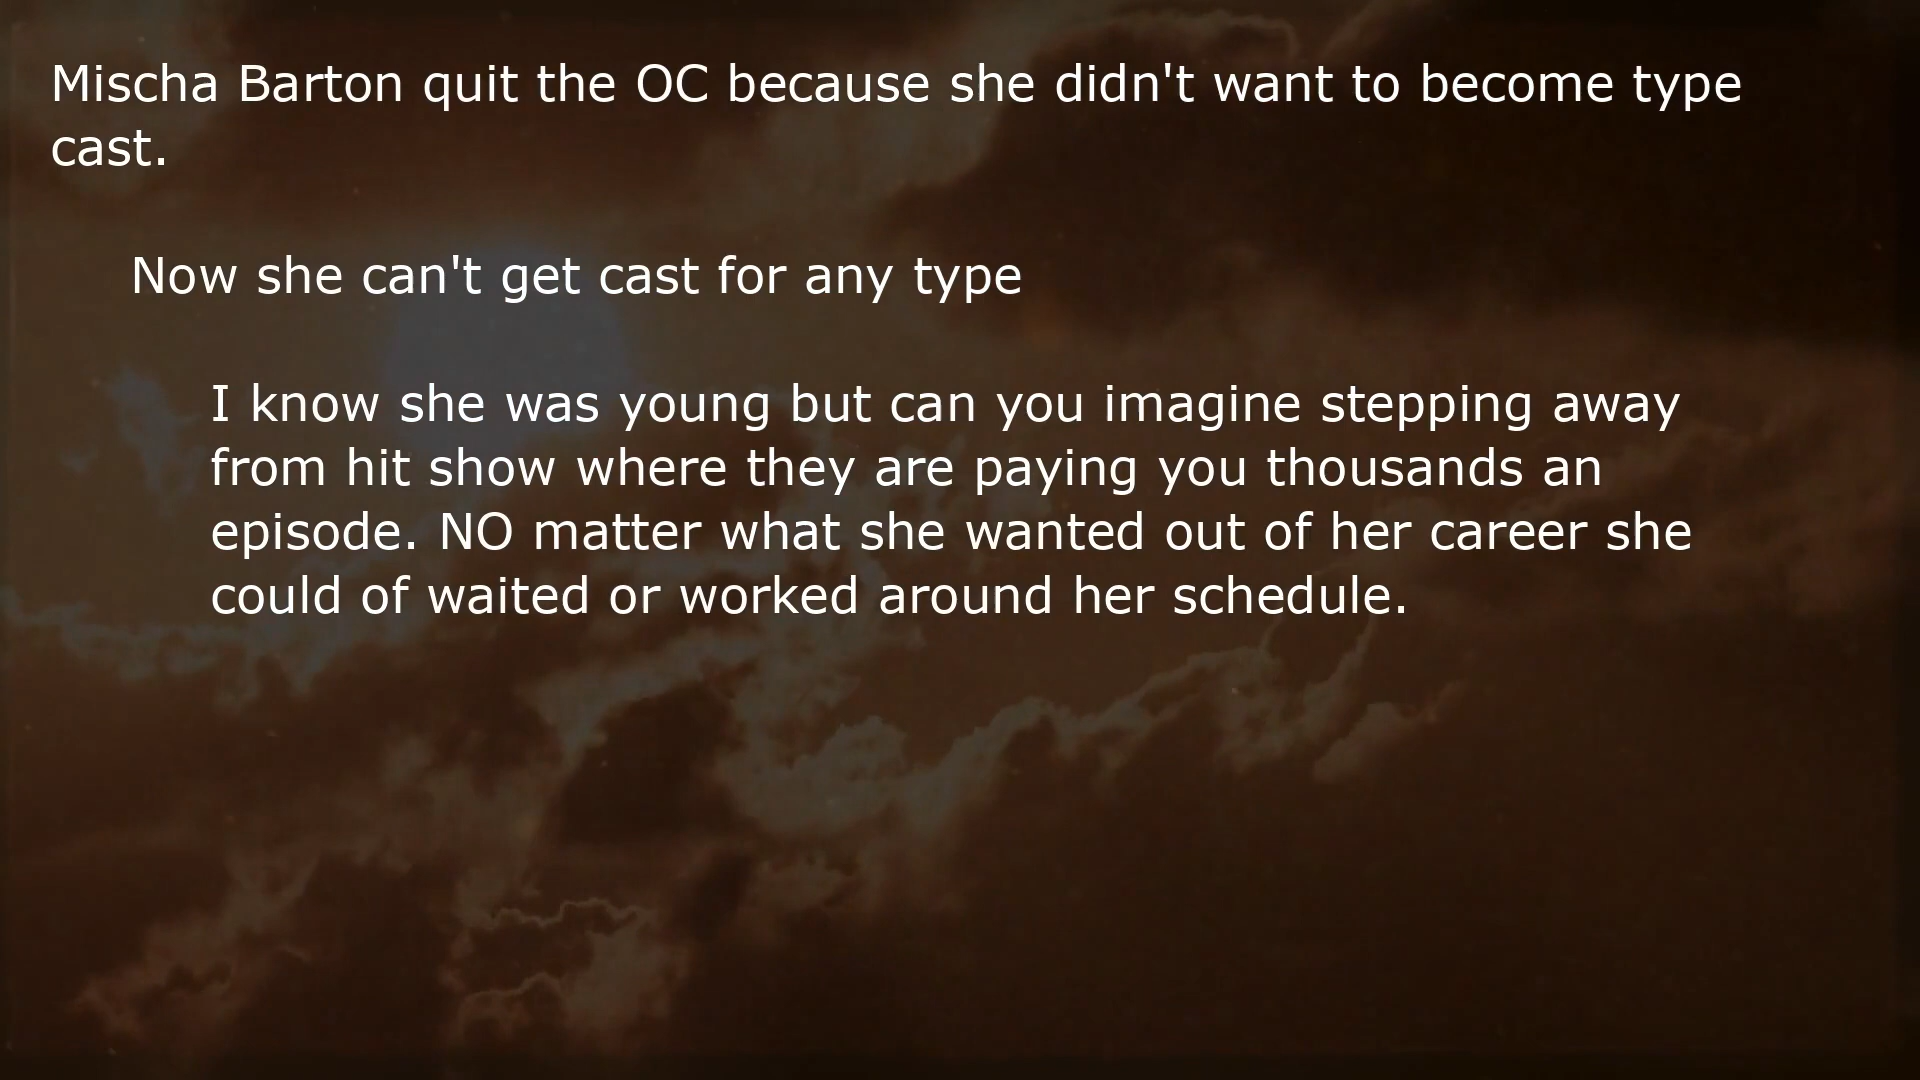 Mischa Barton quit the OC because she didn't want to become type
cast.
Now she can't get cast for any type
I know she was young but can you imagine stepping away
from hit show where they are paying you thousands an
episode. NO matter what she wanted out of her career she
could of waited or worked around her schedule.